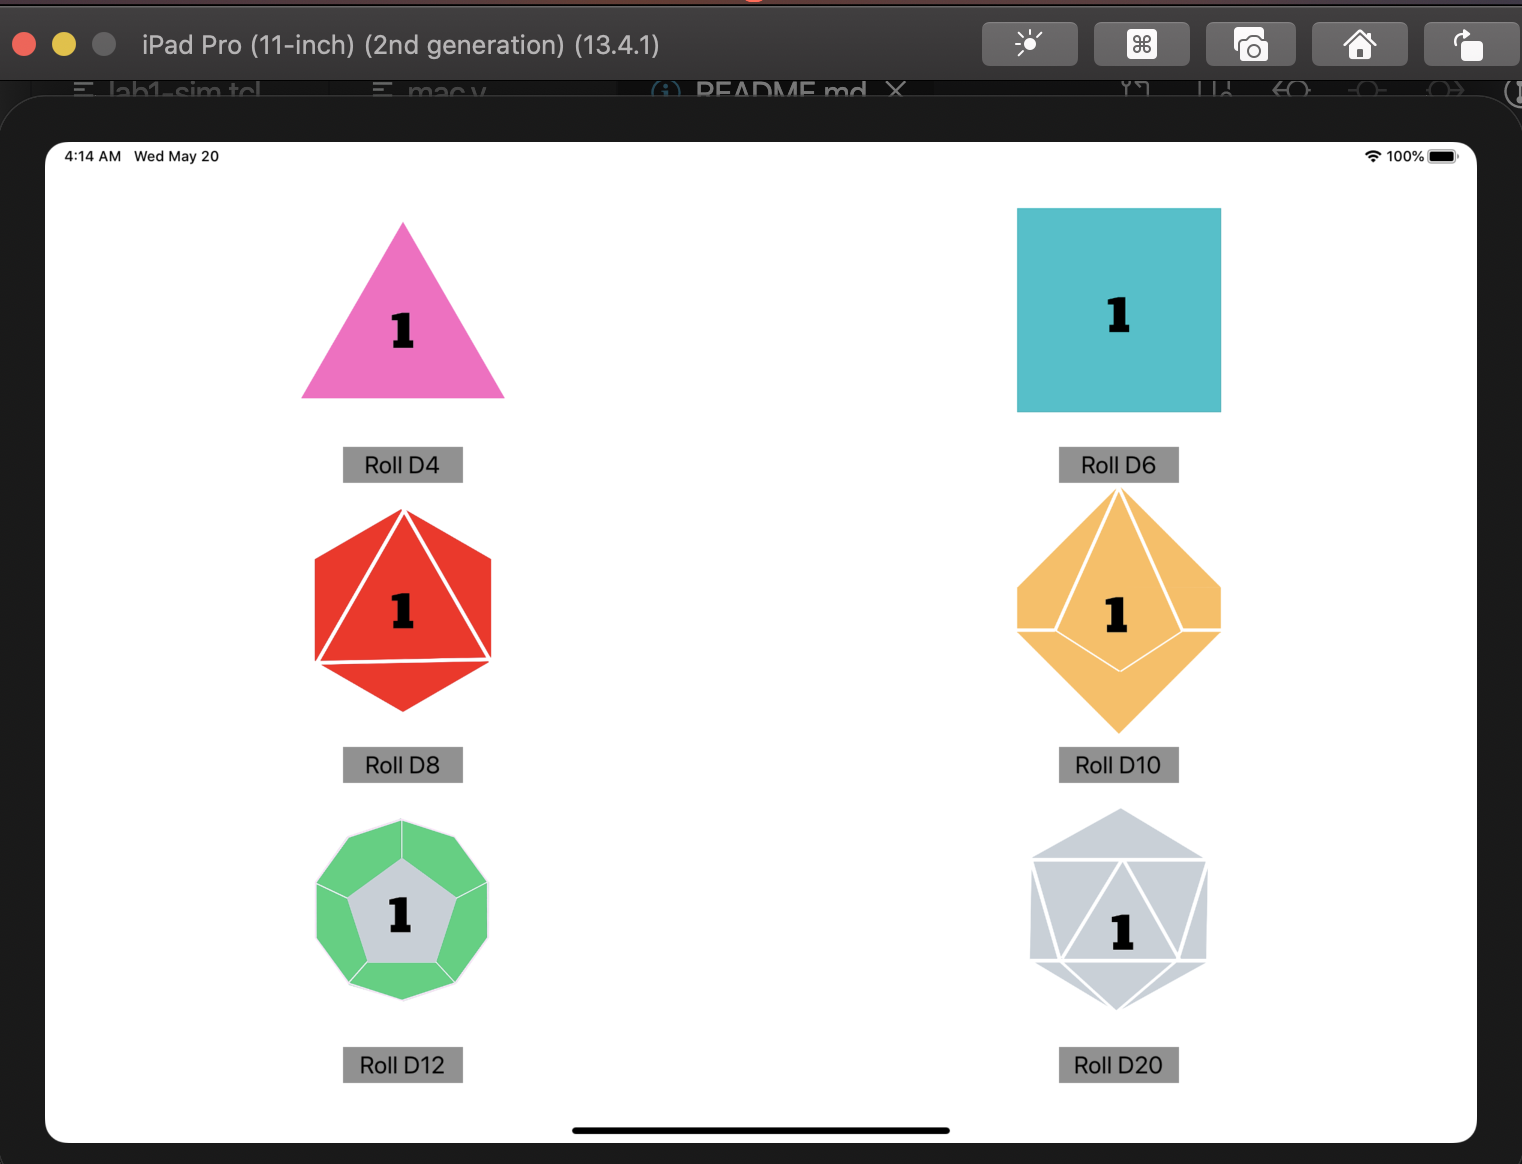 iPad Pro (11-inch) (2nd generation) (13.4.1)
lab1-sim.tcl mac.v README.md
4:14 AM Wed May 20 100%
1 1
Roll D4 Roll D6
1 1
Roll D8 Roll D10
1 1
Roll D12 Roll D20